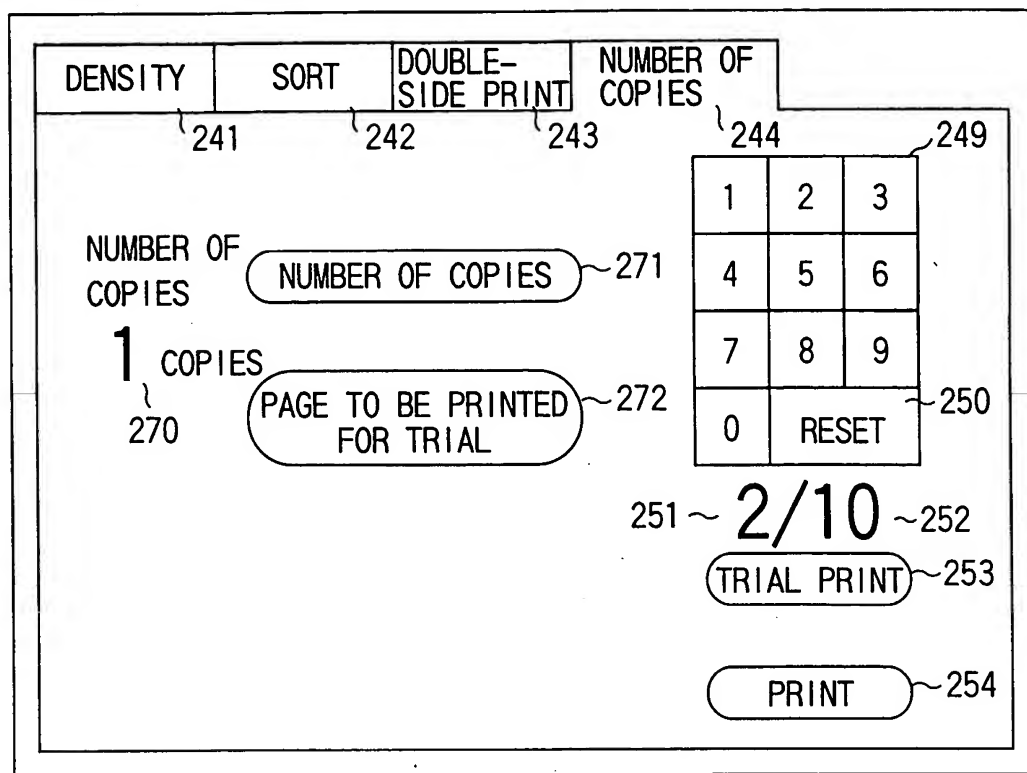 DENSITY
SORT
DOUBLE-
SIDE PRINT
NUMBER OF
COPIES
241
242
243
244
249
1 2 3
NUMBER OF
COPIES
NUMBER OF COPIES
271
4 5 6
1 COPIES
7 8 9
270
PAGE TO BE PRINTED
FOR TRIAL
272
0 RESET
250
251
2/10
252
TRIAL PRINT
253
PRINT
254